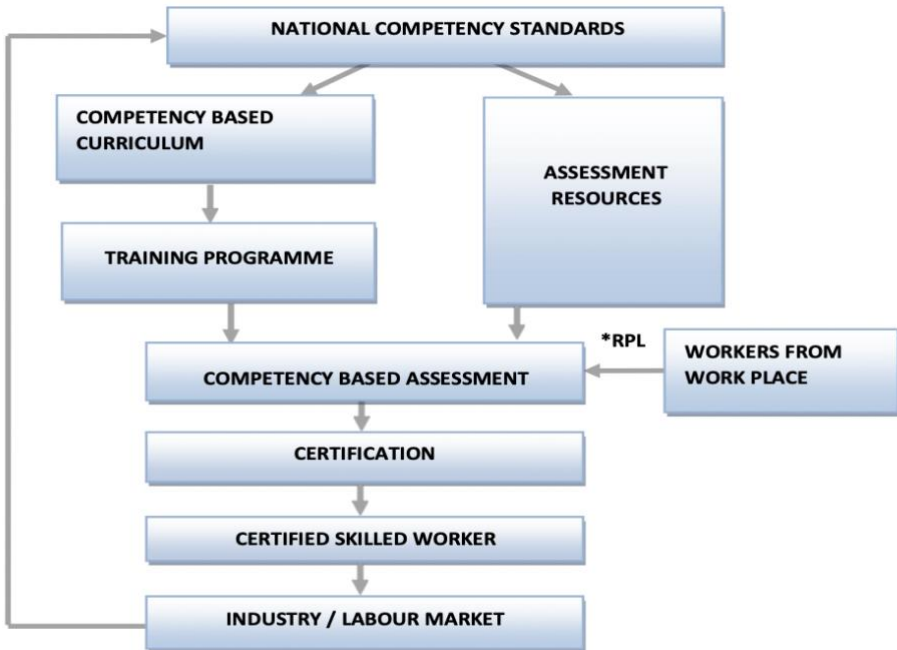 NATIONAL COMPETENCY STANDARDS
COMPETENCY BASED
CURRICULUM
ASSESSMENT
RESOURCES
TRAINING PROGRAMME
*RPL
WORKERS FROM
WORK PLACE
COMPETENCY BASED ASSESSMENT
CERTIFICATION
CERTIFIED SKILLED WORKER
INDUSTRY / LABOUR MARKET